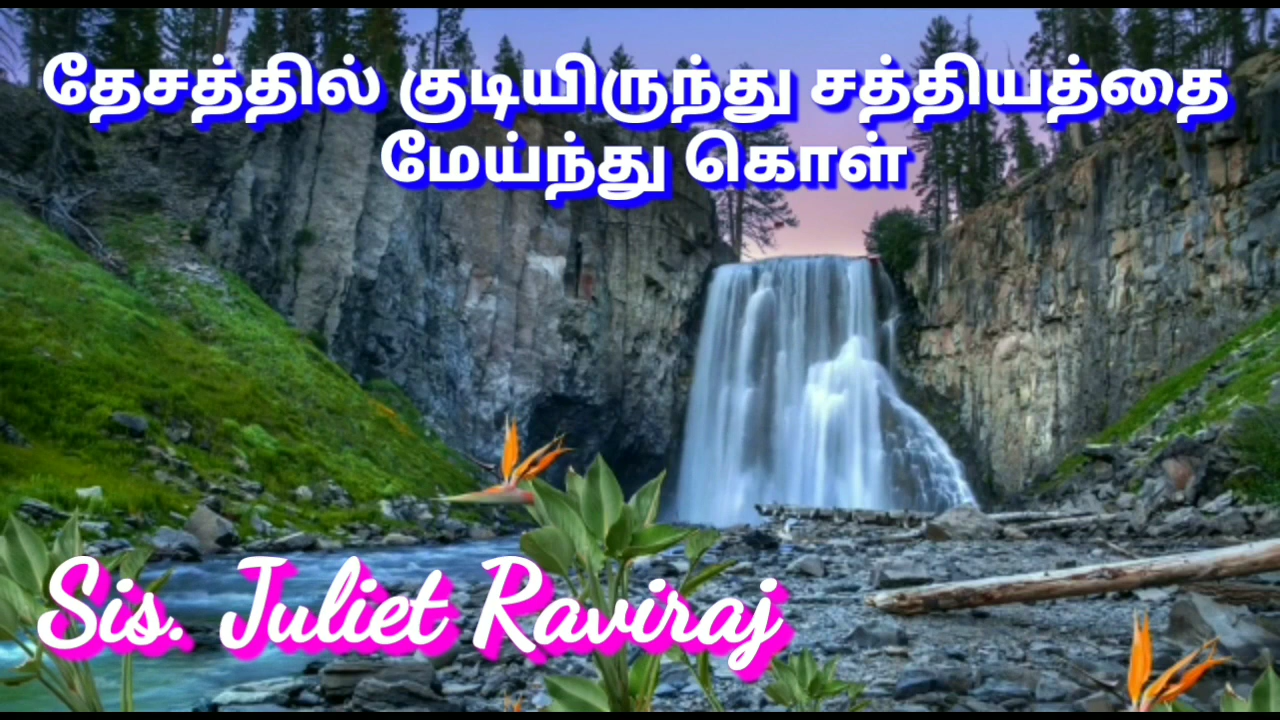 தேசத்தில் குடியிருந்து சத்தியத்தை
மேய்ந்து கொள்
Sis. Juliet Raviraj